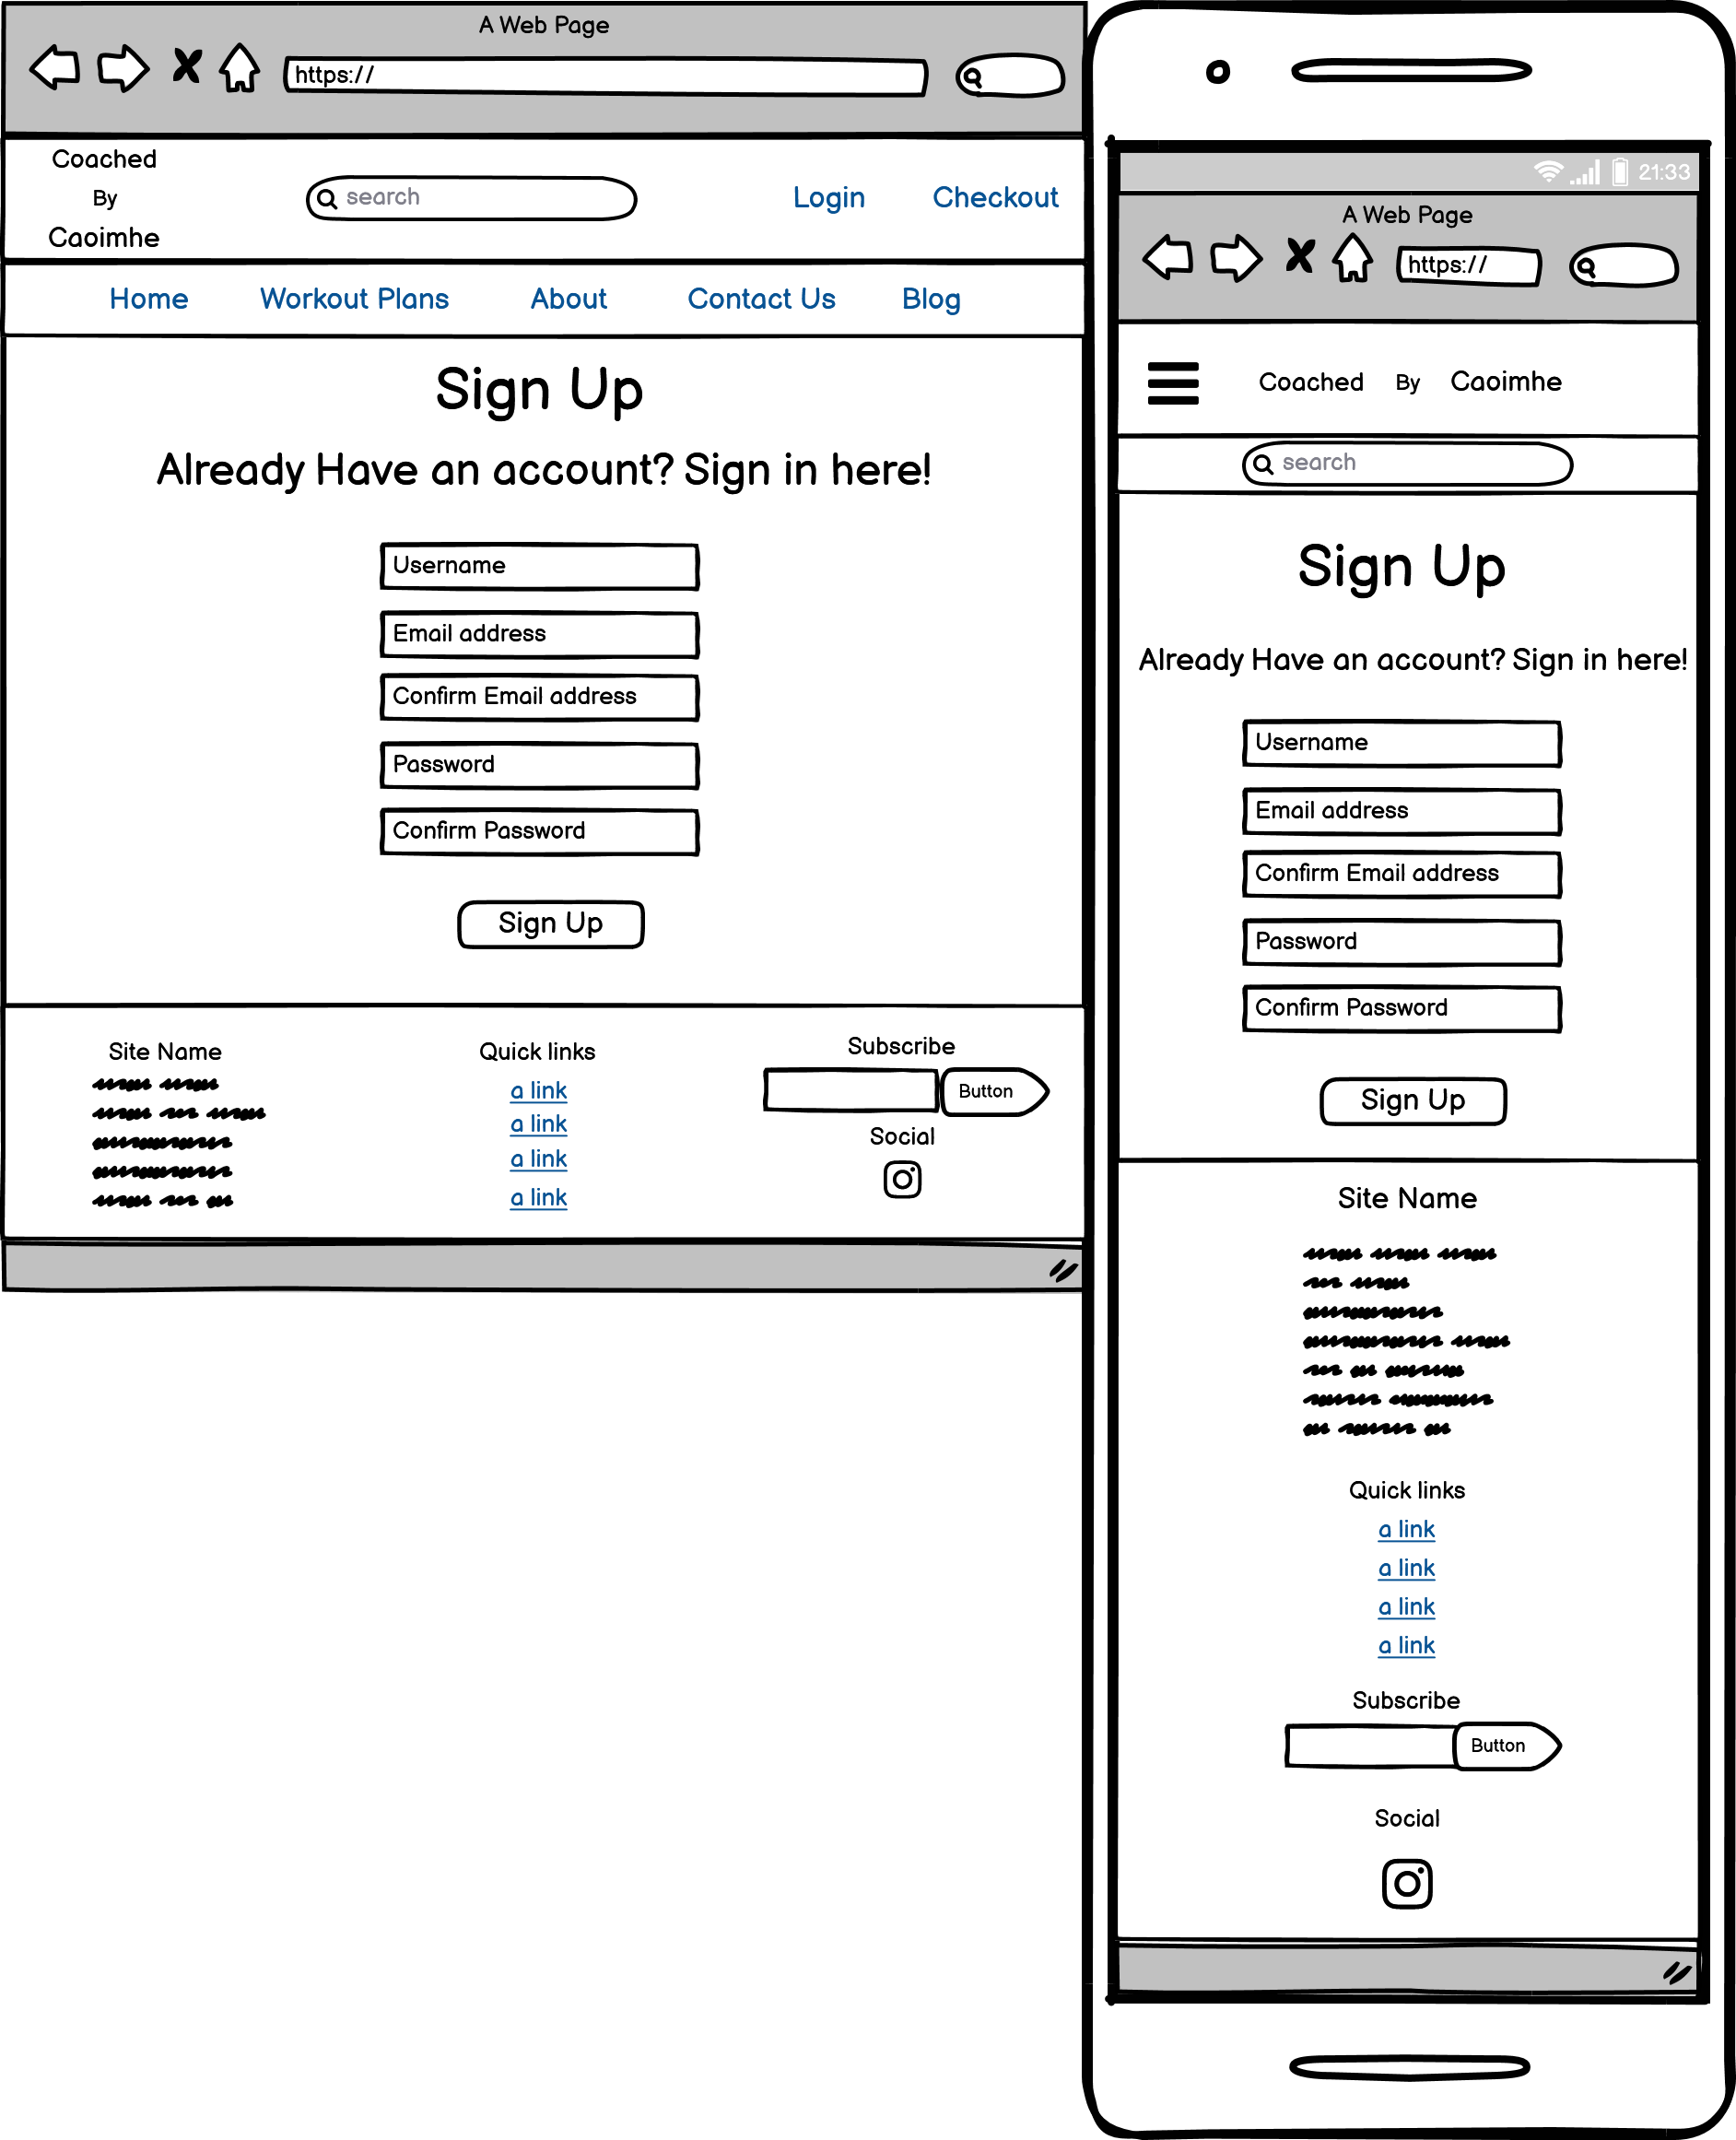 A Web Page
https://
Coached
By
Caoimhe
search
Login
Checkout
Home
Workout Plans
About
Contact Us
Blog
Sign Up
Already Have an account? Sign in here!
Username
Email address
Confirm Email address
Password
Confirm Password
Sign Up
Site Name
Quick links
a link
a link
a link
a link
Subscribe
Button
Social
21:33
A Web Page
https://
Coached By Caoimhe
search
Sign Up
Already Have an account? Sign in here!
Username
Email address
Confirm Email address
Password
Confirm Password
Sign Up
Site Name
Quick links
a link
a link
a link
a link
Subscribe
Button
Social